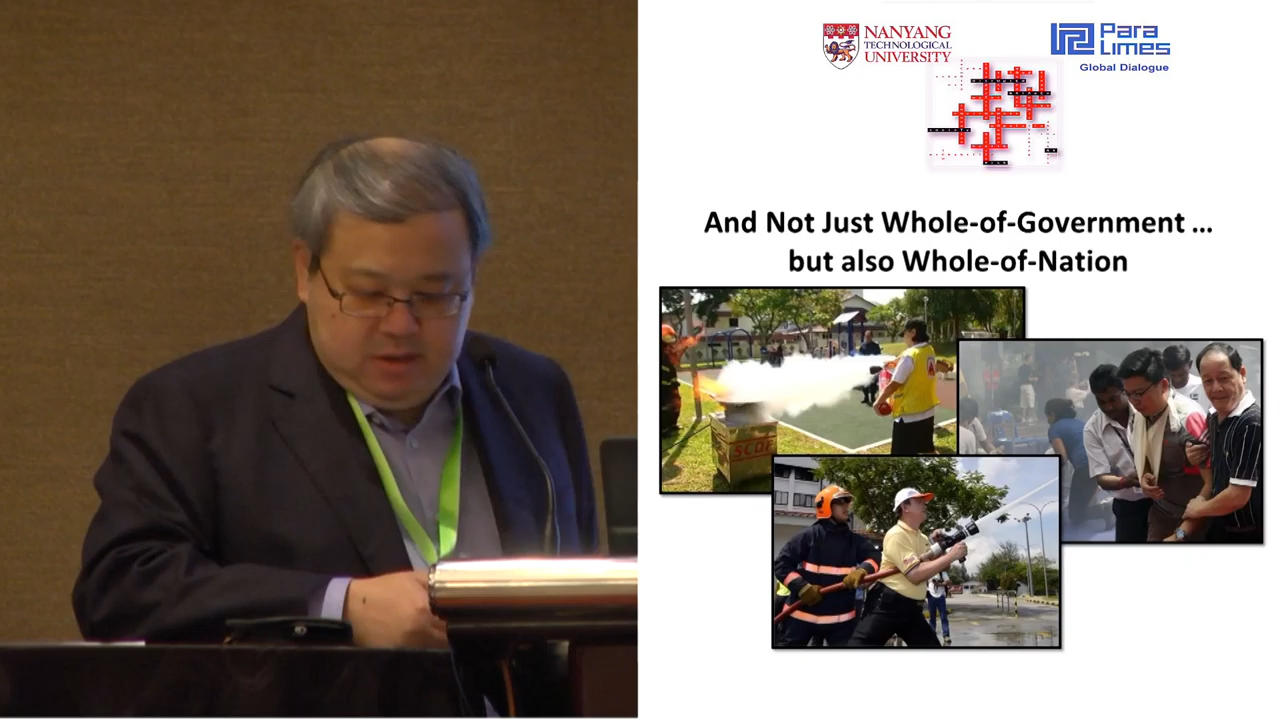 NANYANG
TECHNOLOGICAL
UNIVERSITY
Para
Limes
Global Dialogue
And Not Just Whole-of-Government ...
but also Whole-of-Nation
SCDF